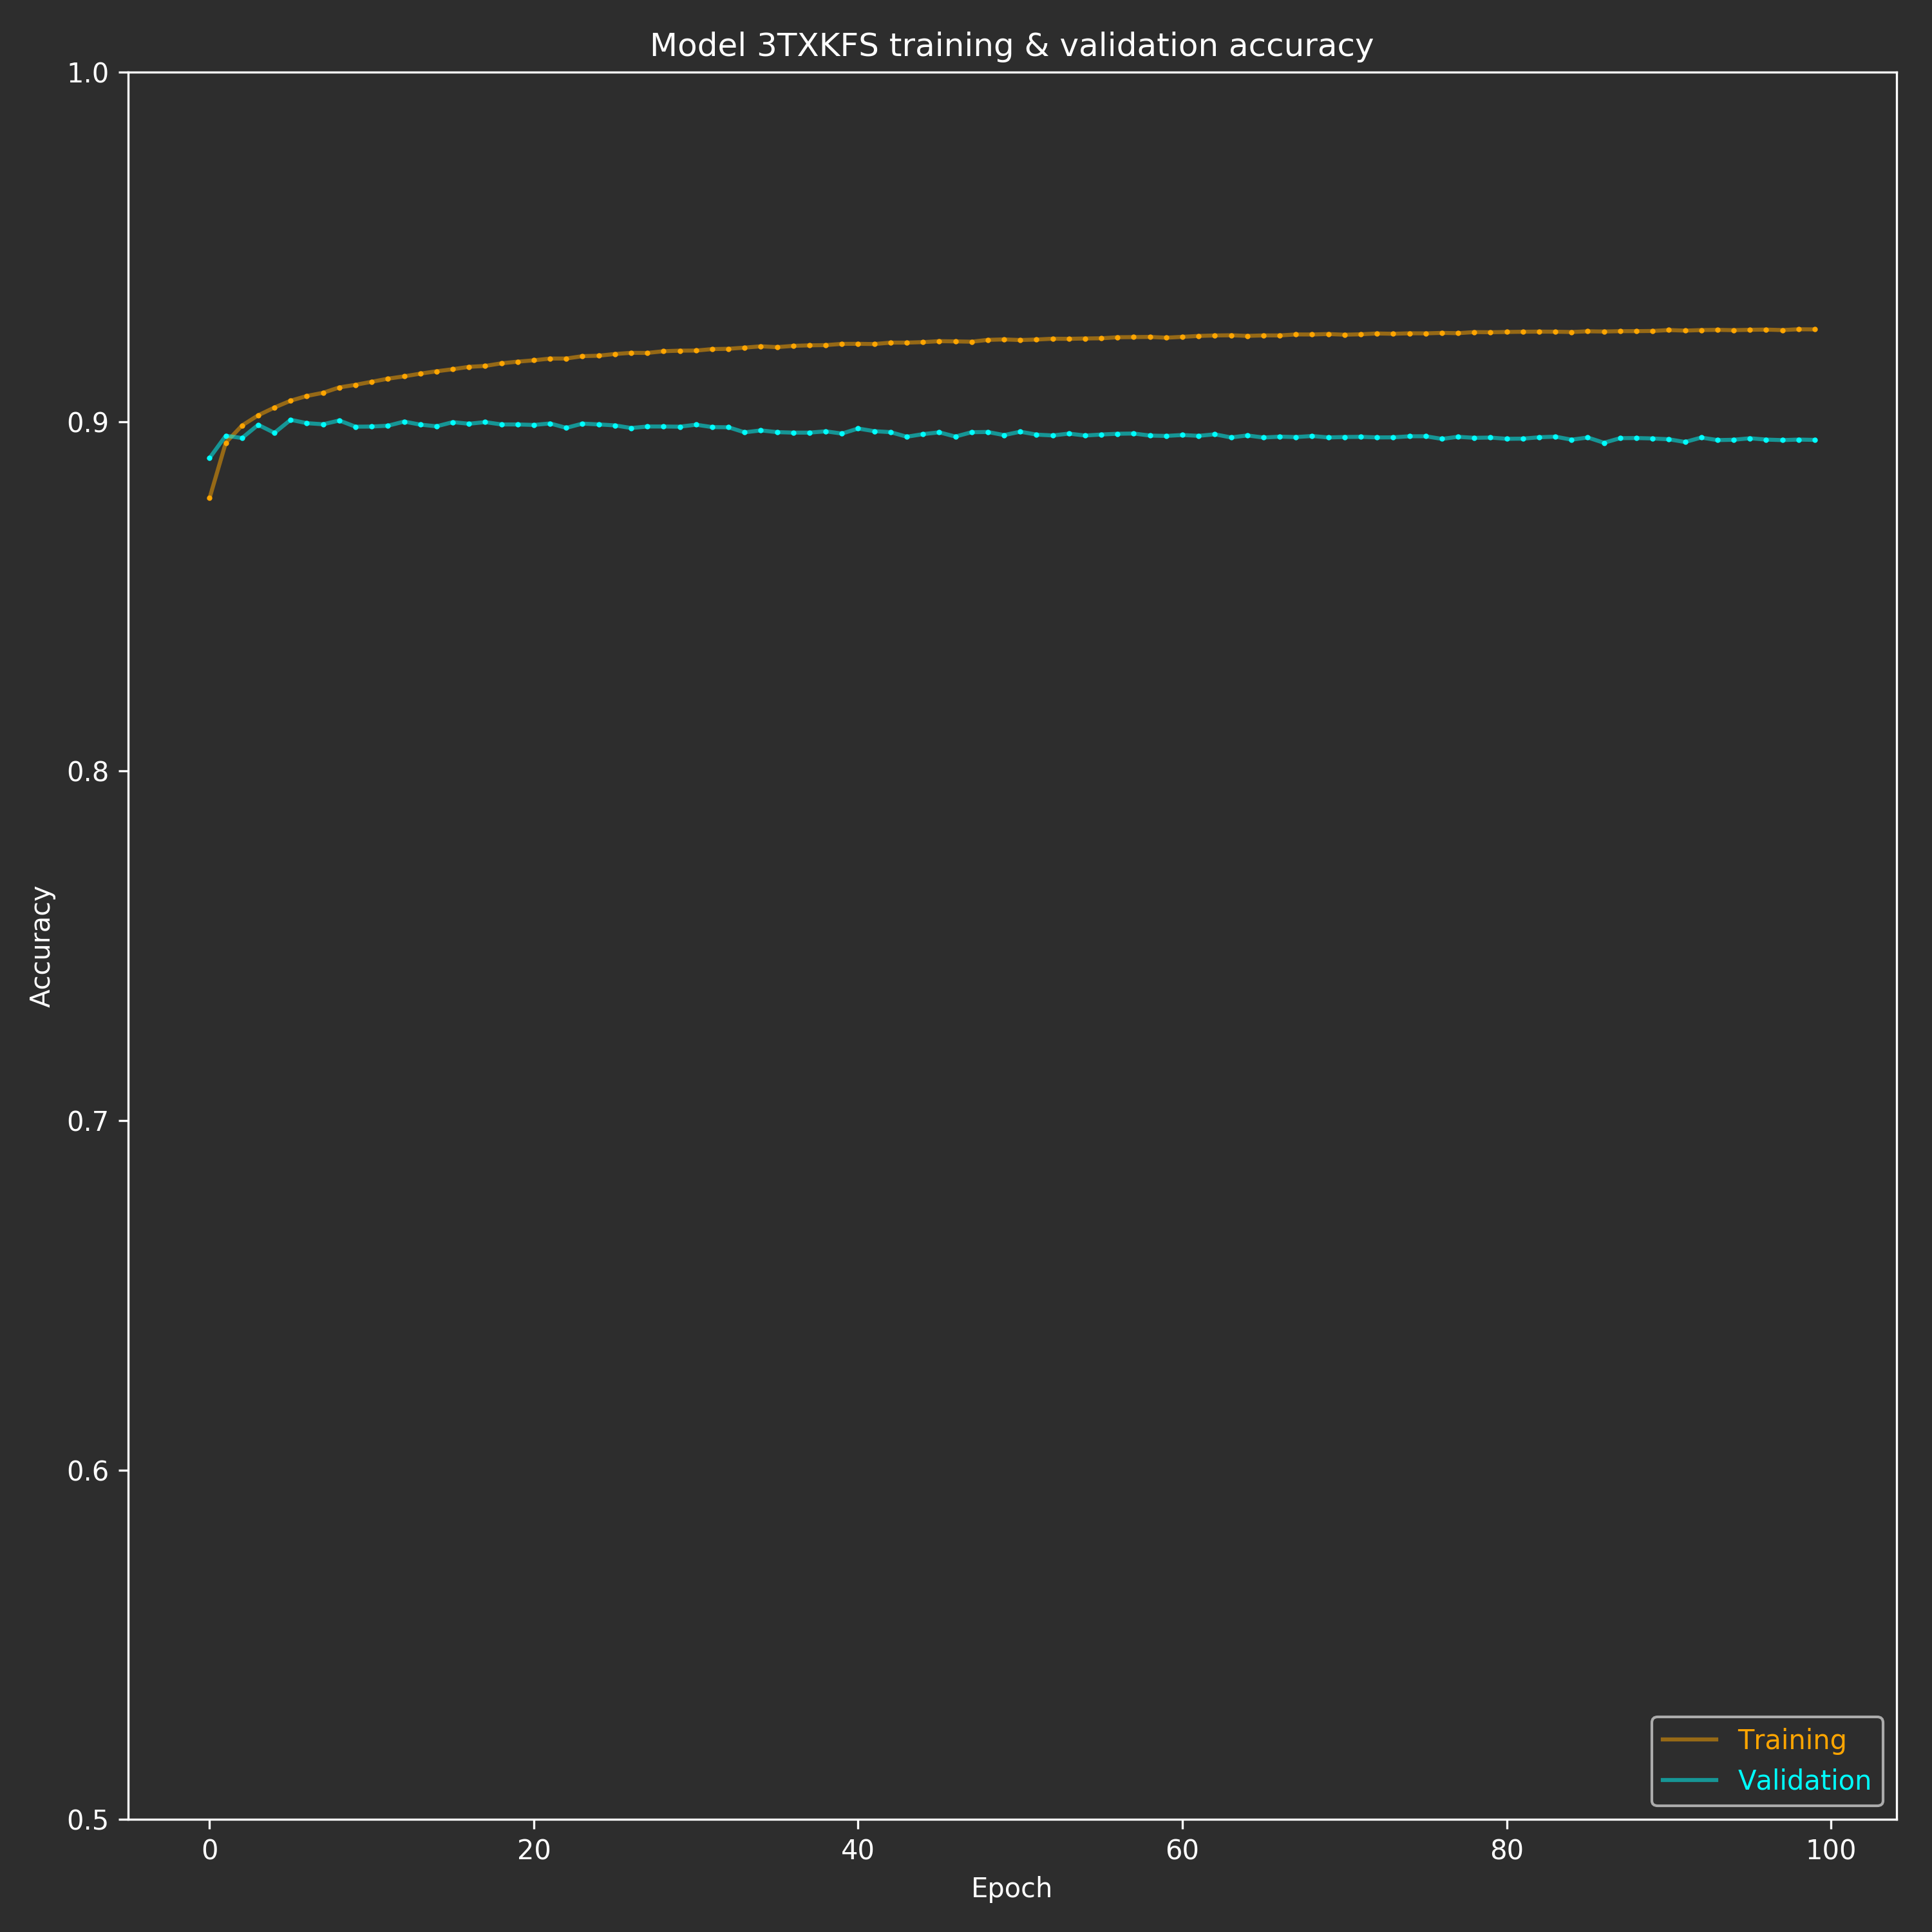 Model 3TXKFS training & validation accuracy
1.0
0.9
0.8
0.7
0.6
0.5
Accuracy
0 20 40 60 80 100
Epoch
Training
Validation